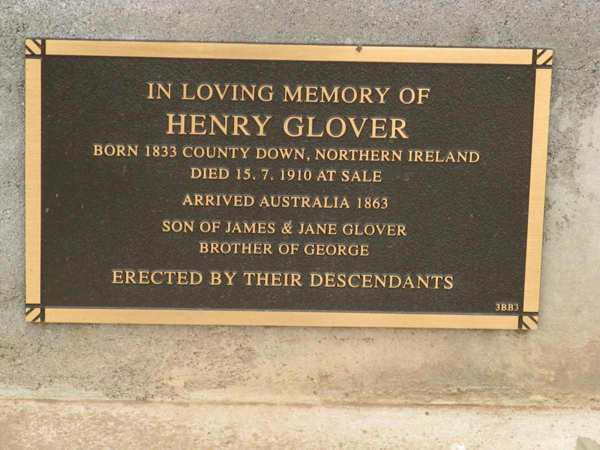 IN LOVING MEMORY OF
HENRY GLOVER
BORN 1833 COUNTY DOWN, NORTHERN IRELAND
DIED 15. 7. 1910 AT SALE
ARRIVED AUSTRALIA 1863
SON OF JAMES & JANE GLOVER
BROTHER OF GEORGE
ERECTED BY THEIR DESCENDANTS
3BB3